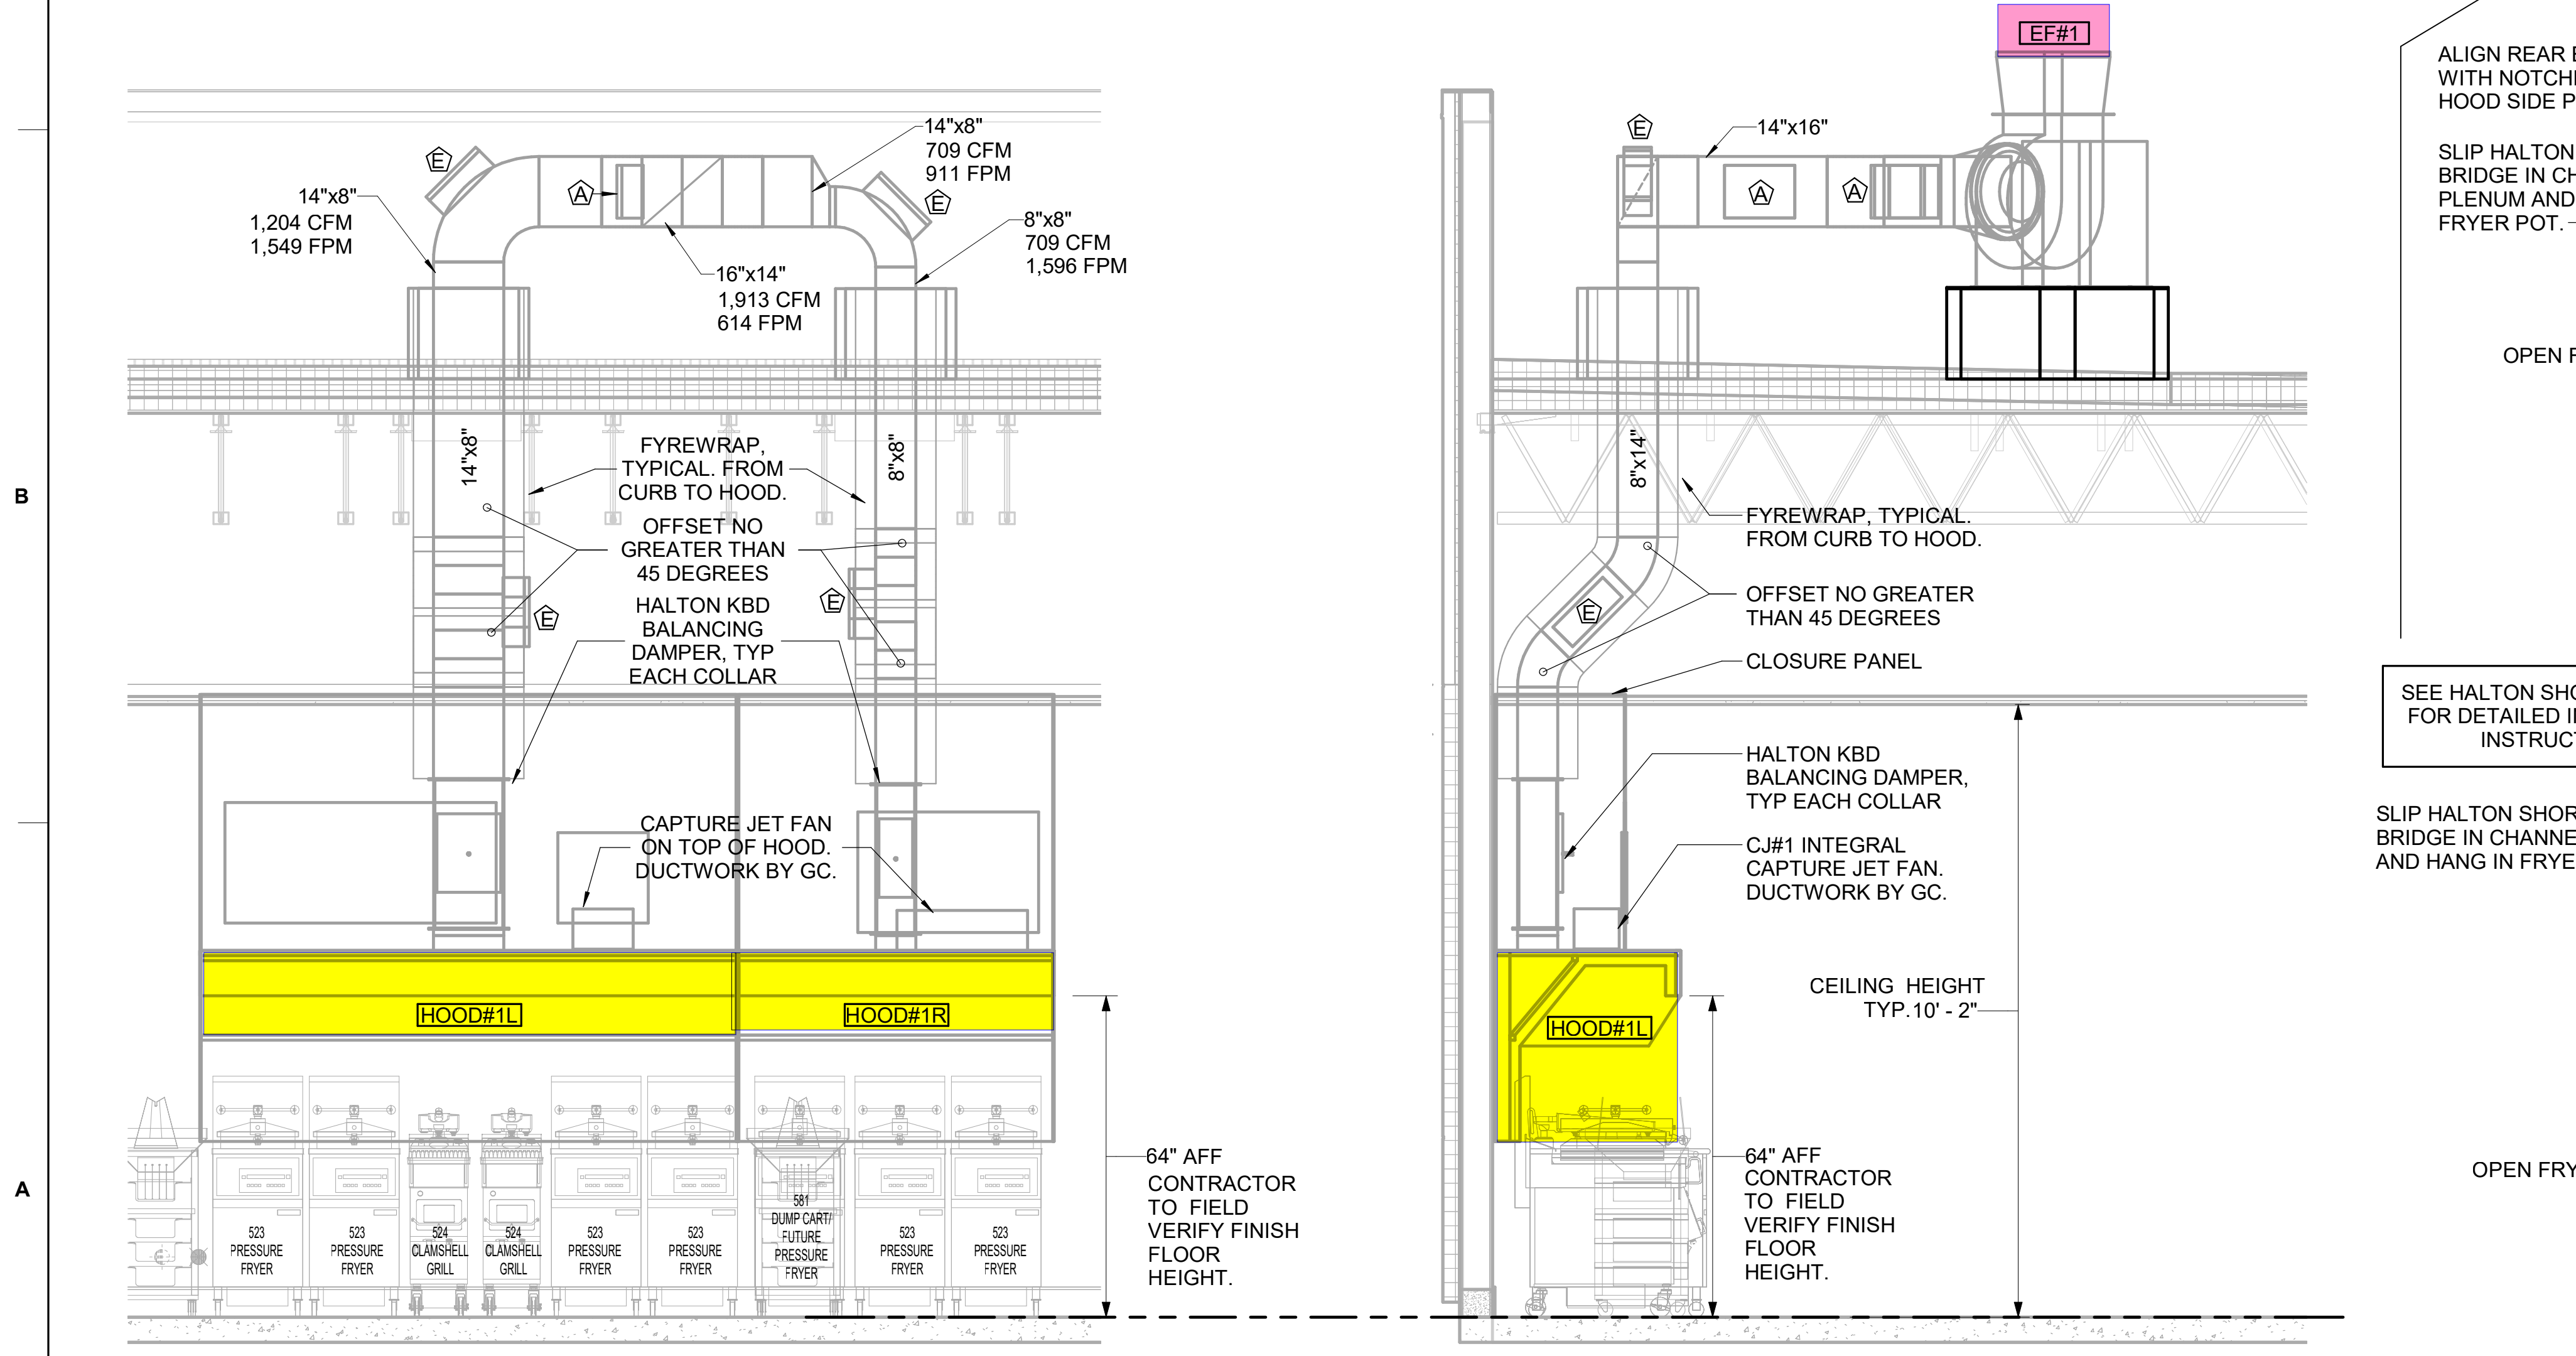 EF#1
ALIGN REAR
WITH
HOOD SIDE
SLIP HALTON
BRIDGE IN
PLENUM AND
FRYER POT.
OPEN
SEE HALTON
FOR DETAILED
SLIP HALTON
BRIDGE IN
AND HANG IN
OPEN
B
A
14"x8"
1,204 CFM
1,549 FPM
E
A
14"x8"
709 CFM
911 FPM
E
8"x8"
709 CFM
1,596 FPM
16"x14"
1,913 CFM
614 FPM
14"x8"
8"x8"
FYREWRAP,
TYPICAL. FROM
CURB TO HOOD.
OFFSET NO
GREATER THAN
45 DEGREES
E
E
HALTON KBD
BALANCING
DAMPER, TYP
EACH COLLAR
CAPTURE JET FAN
ON TOP OF HOOD.
DUCTWORK BY GC.
HOOD#1L
HOOD#1R
523
PRESSURE
FRYER
523
PRESSURE
FRYER
524
CLAMSHELL
GRILL
524
CLAMSHELL
GRILL
523
PRESSURE
FRYER
523
PRESSURE
FRYER
581
DUMP CART/
FUTURE
PRESSURE
FRYER
523
PRESSURE
FRYER
523
PRESSURE
FRYER
64" AFF
CONTRACTOR
TO FIELD
VERIFY FINISH
FLOOR
HEIGHT.
E
14"x16"
A
A
8"x14"
FYREWRAP, TYPICAL.
FROM CURB TO HOOD.
E
OFFSET NO GREATER
THAN 45 DEGREES
CLOSURE PANEL
HALTON KBD
BALANCING DAMPER,
TYP EACH COLLAR
CJ#1 INTEGRAL
CAPTURE JET FAN.
DUCTWORK BY GC.
CEILING HEIGHT
TYP.10' - 2"
HOOD#1L
64" AFF
CONTRACTOR
TO FIELD
VERIFY FINISH
FLOOR
HEIGHT.